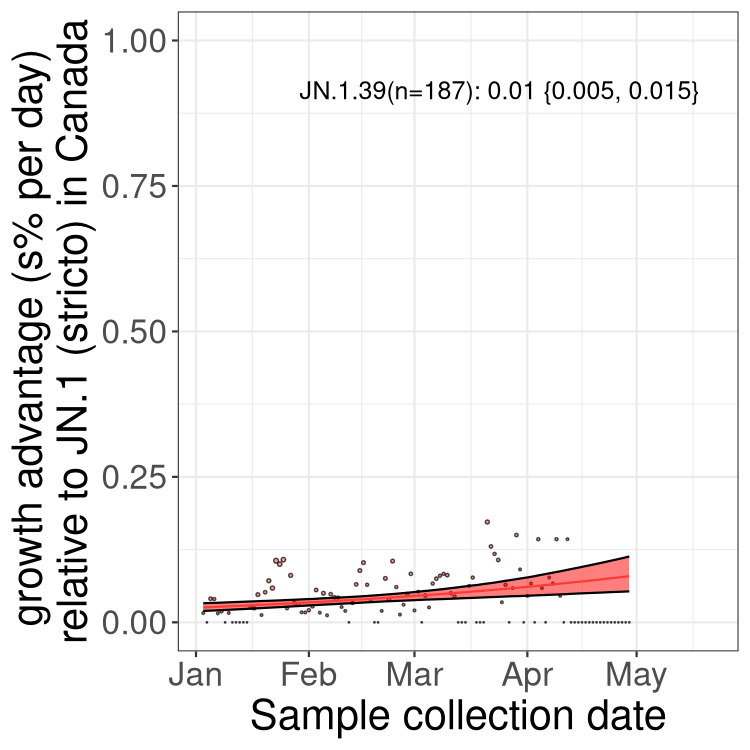 growth advantage (s% per day)
relative to JN.1 (stricto) in Canada
1.00
0.75
0.50
0.25
0.00
JN.1.39(n=187): 0.01 {0.005, 0.015}
Jan Feb Mar Apr May
Sample collection date